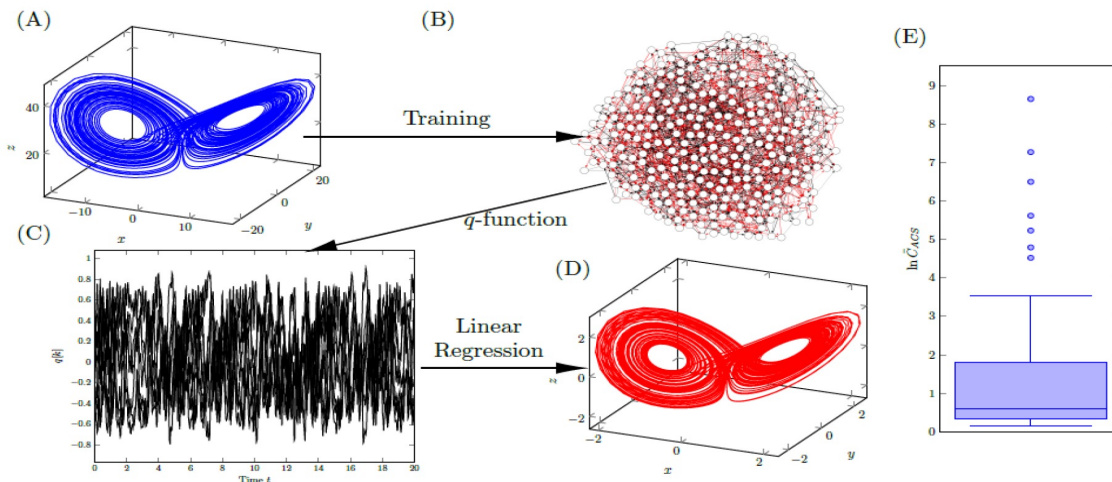 (A)
40
20
z
−10
0
10
x
−20
0
20
y
Training
(B)
q-function
(C)
1
0.8
0.6
0.4
0.2
0
−0.2
−0.4
−0.6
−0.8
q[k]
0
2
4
6
8
10
12
14
16
18
20
Time t
Linear
Regression
(D)
2
0
−2
z
−2
0
2
x
−2
0
2
y
(E)
9
8
7
6
5
4
3
2
1
0
ln C̄_ACS